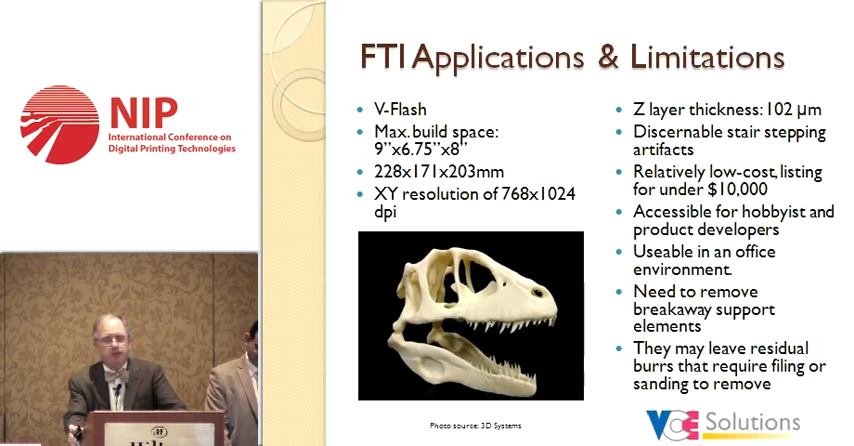 NIP
International Conference on
Digital Printing Technologies
FTI Applications & Limitations
• V-Flash
• Max. build space:
9”x6.75”x8”
• 228x171x203mm
• XY resolution of 768x1024
dpi
Photo source: 3D Systems
• Z layer thickness: 102 µm
• Discernable stair stepping
artifacts
• Relatively low-cost, listing
for under $10,000
• Accessible for hobbyist and
product developers
• Useable in an office
environment.
• Need to remove
breakaway support
elements
• They may leave residual
burrs that require filing or
sanding to remove
VCE Solutions